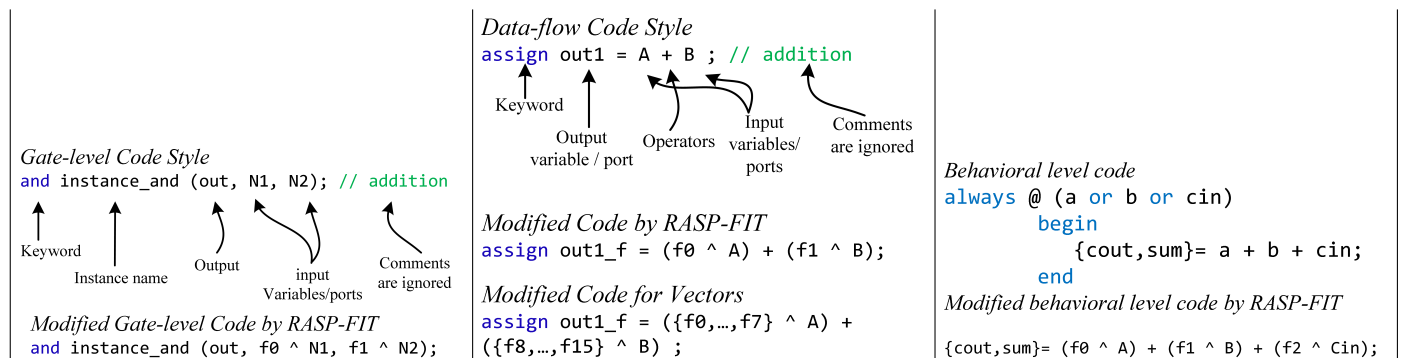 Gate-level Code Style
and instance_and (out, N1, N2); // addition
Keyword
Instance name
Output
input
Variables/ports
Comments
are ignored
Modified Gate-level Code by RASP-FIT
and instance_and (out, f0 ^ N1, f1 ^ N2);
Data-flow Code Style
assign out1 = A + B ; // addition
Keyword
Output
variable / port
Operators
Input
variables/
ports
Comments
are ignored
Modified Code by RASP-FIT
assign out1_f = (f0 ^ A) + (f1 ^ B);
Modified Code for Vectors
assign out1_f = ({f0,…,f7} ^ A) +
({f8,…,f15} ^ B) ;
Behavioral level code
always @ (a or b or cin)
begin
{cout,sum}= a + b + cin;
end
Modified behavioral level code by RASP-FIT
{cout,sum}= (f0 ^ A) + (f1 ^ B) + (f2 ^ Cin);